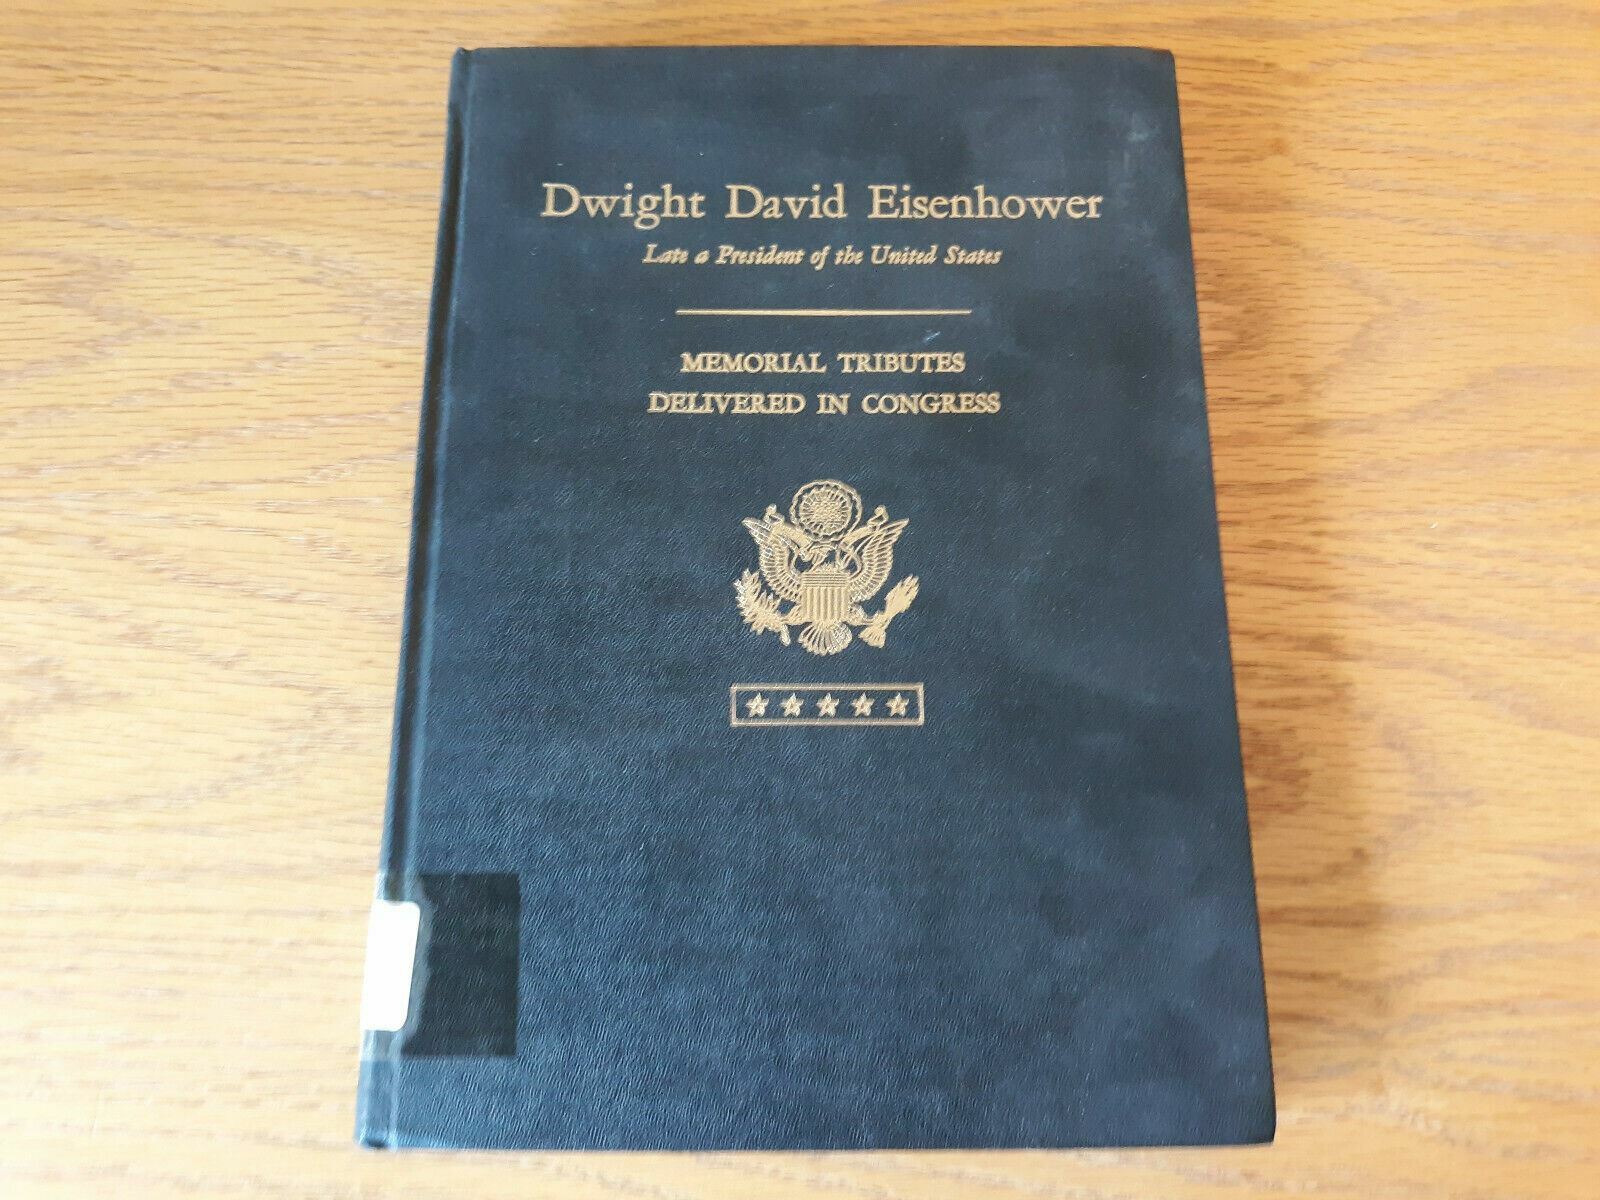 Dwight David Eisenhower
Late a President of the United States
MEMORIAL TRIBUTES
DELIVERED IN CONGRESS